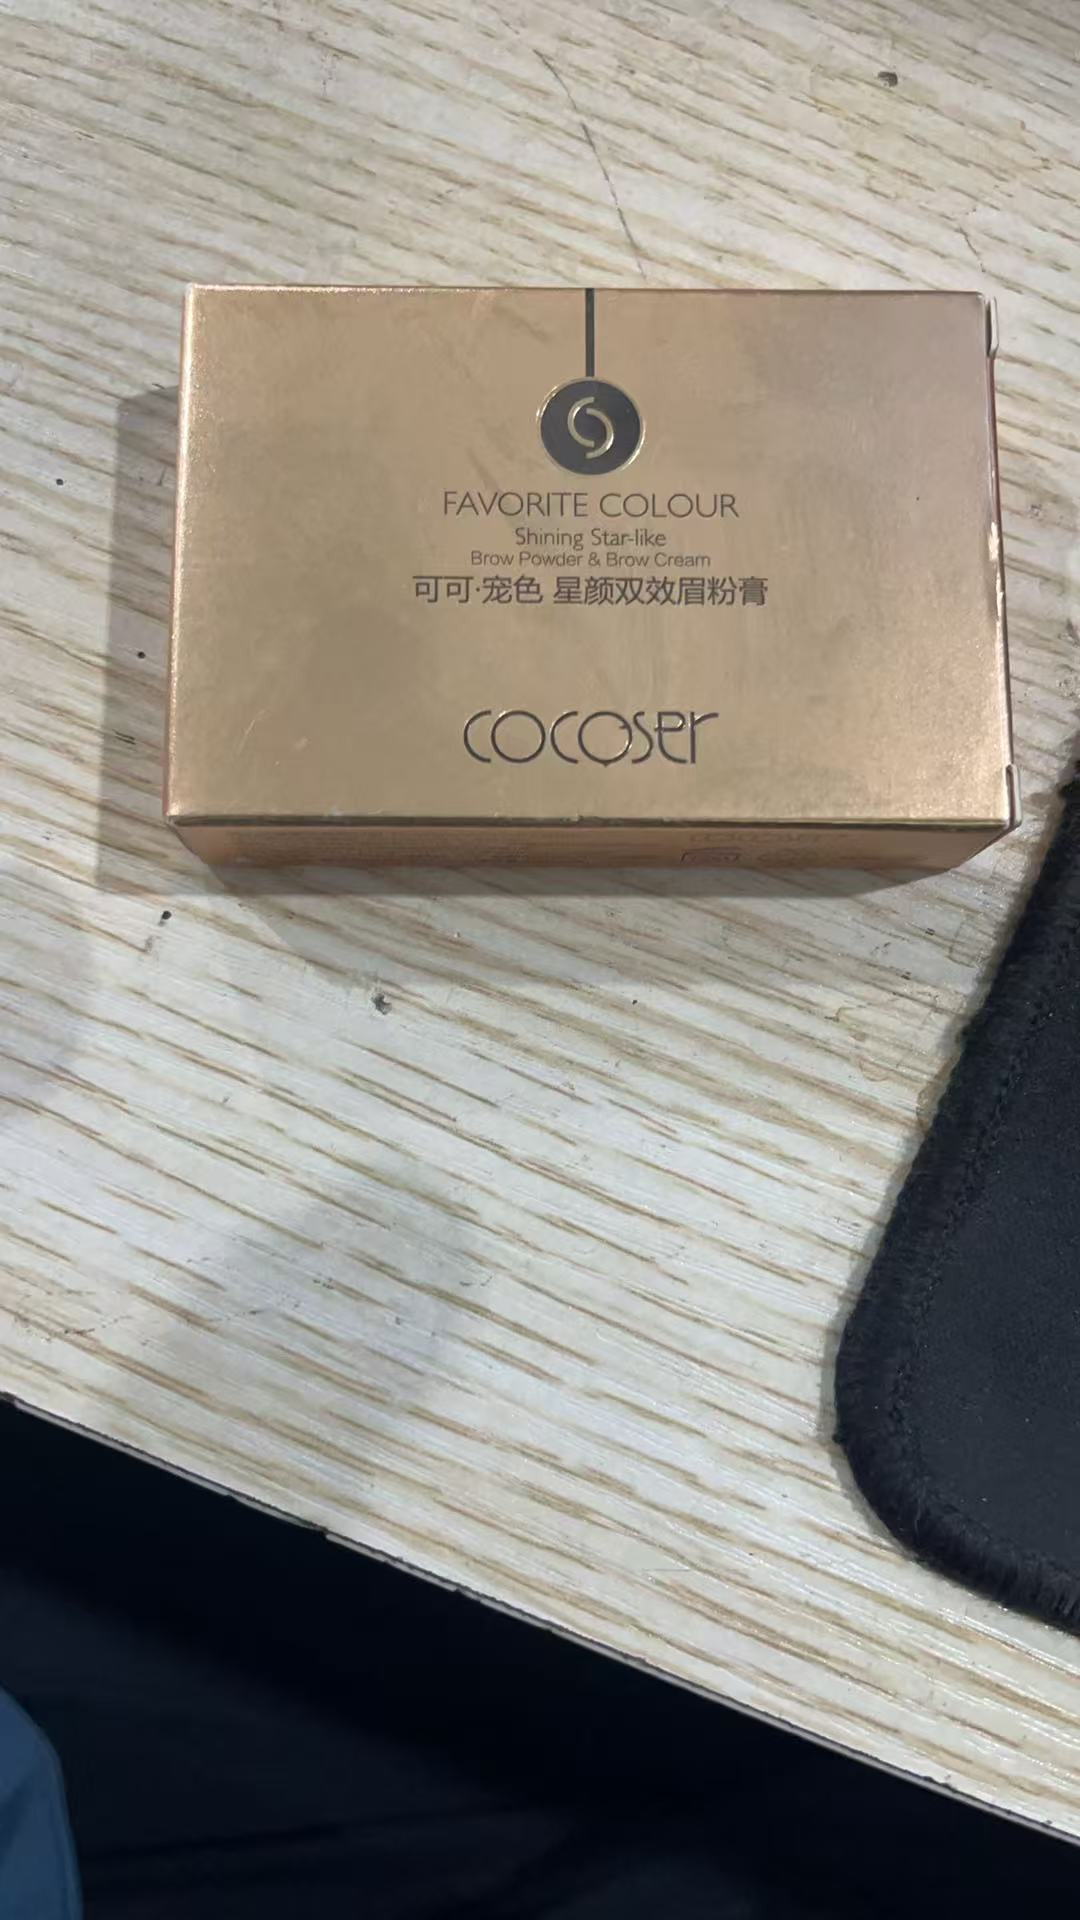 FAVORITE COLOUR
Shining Star-like
Brow Powder & Brow Cream
可可·宠色 星颜双效眉粉膏
cocoser